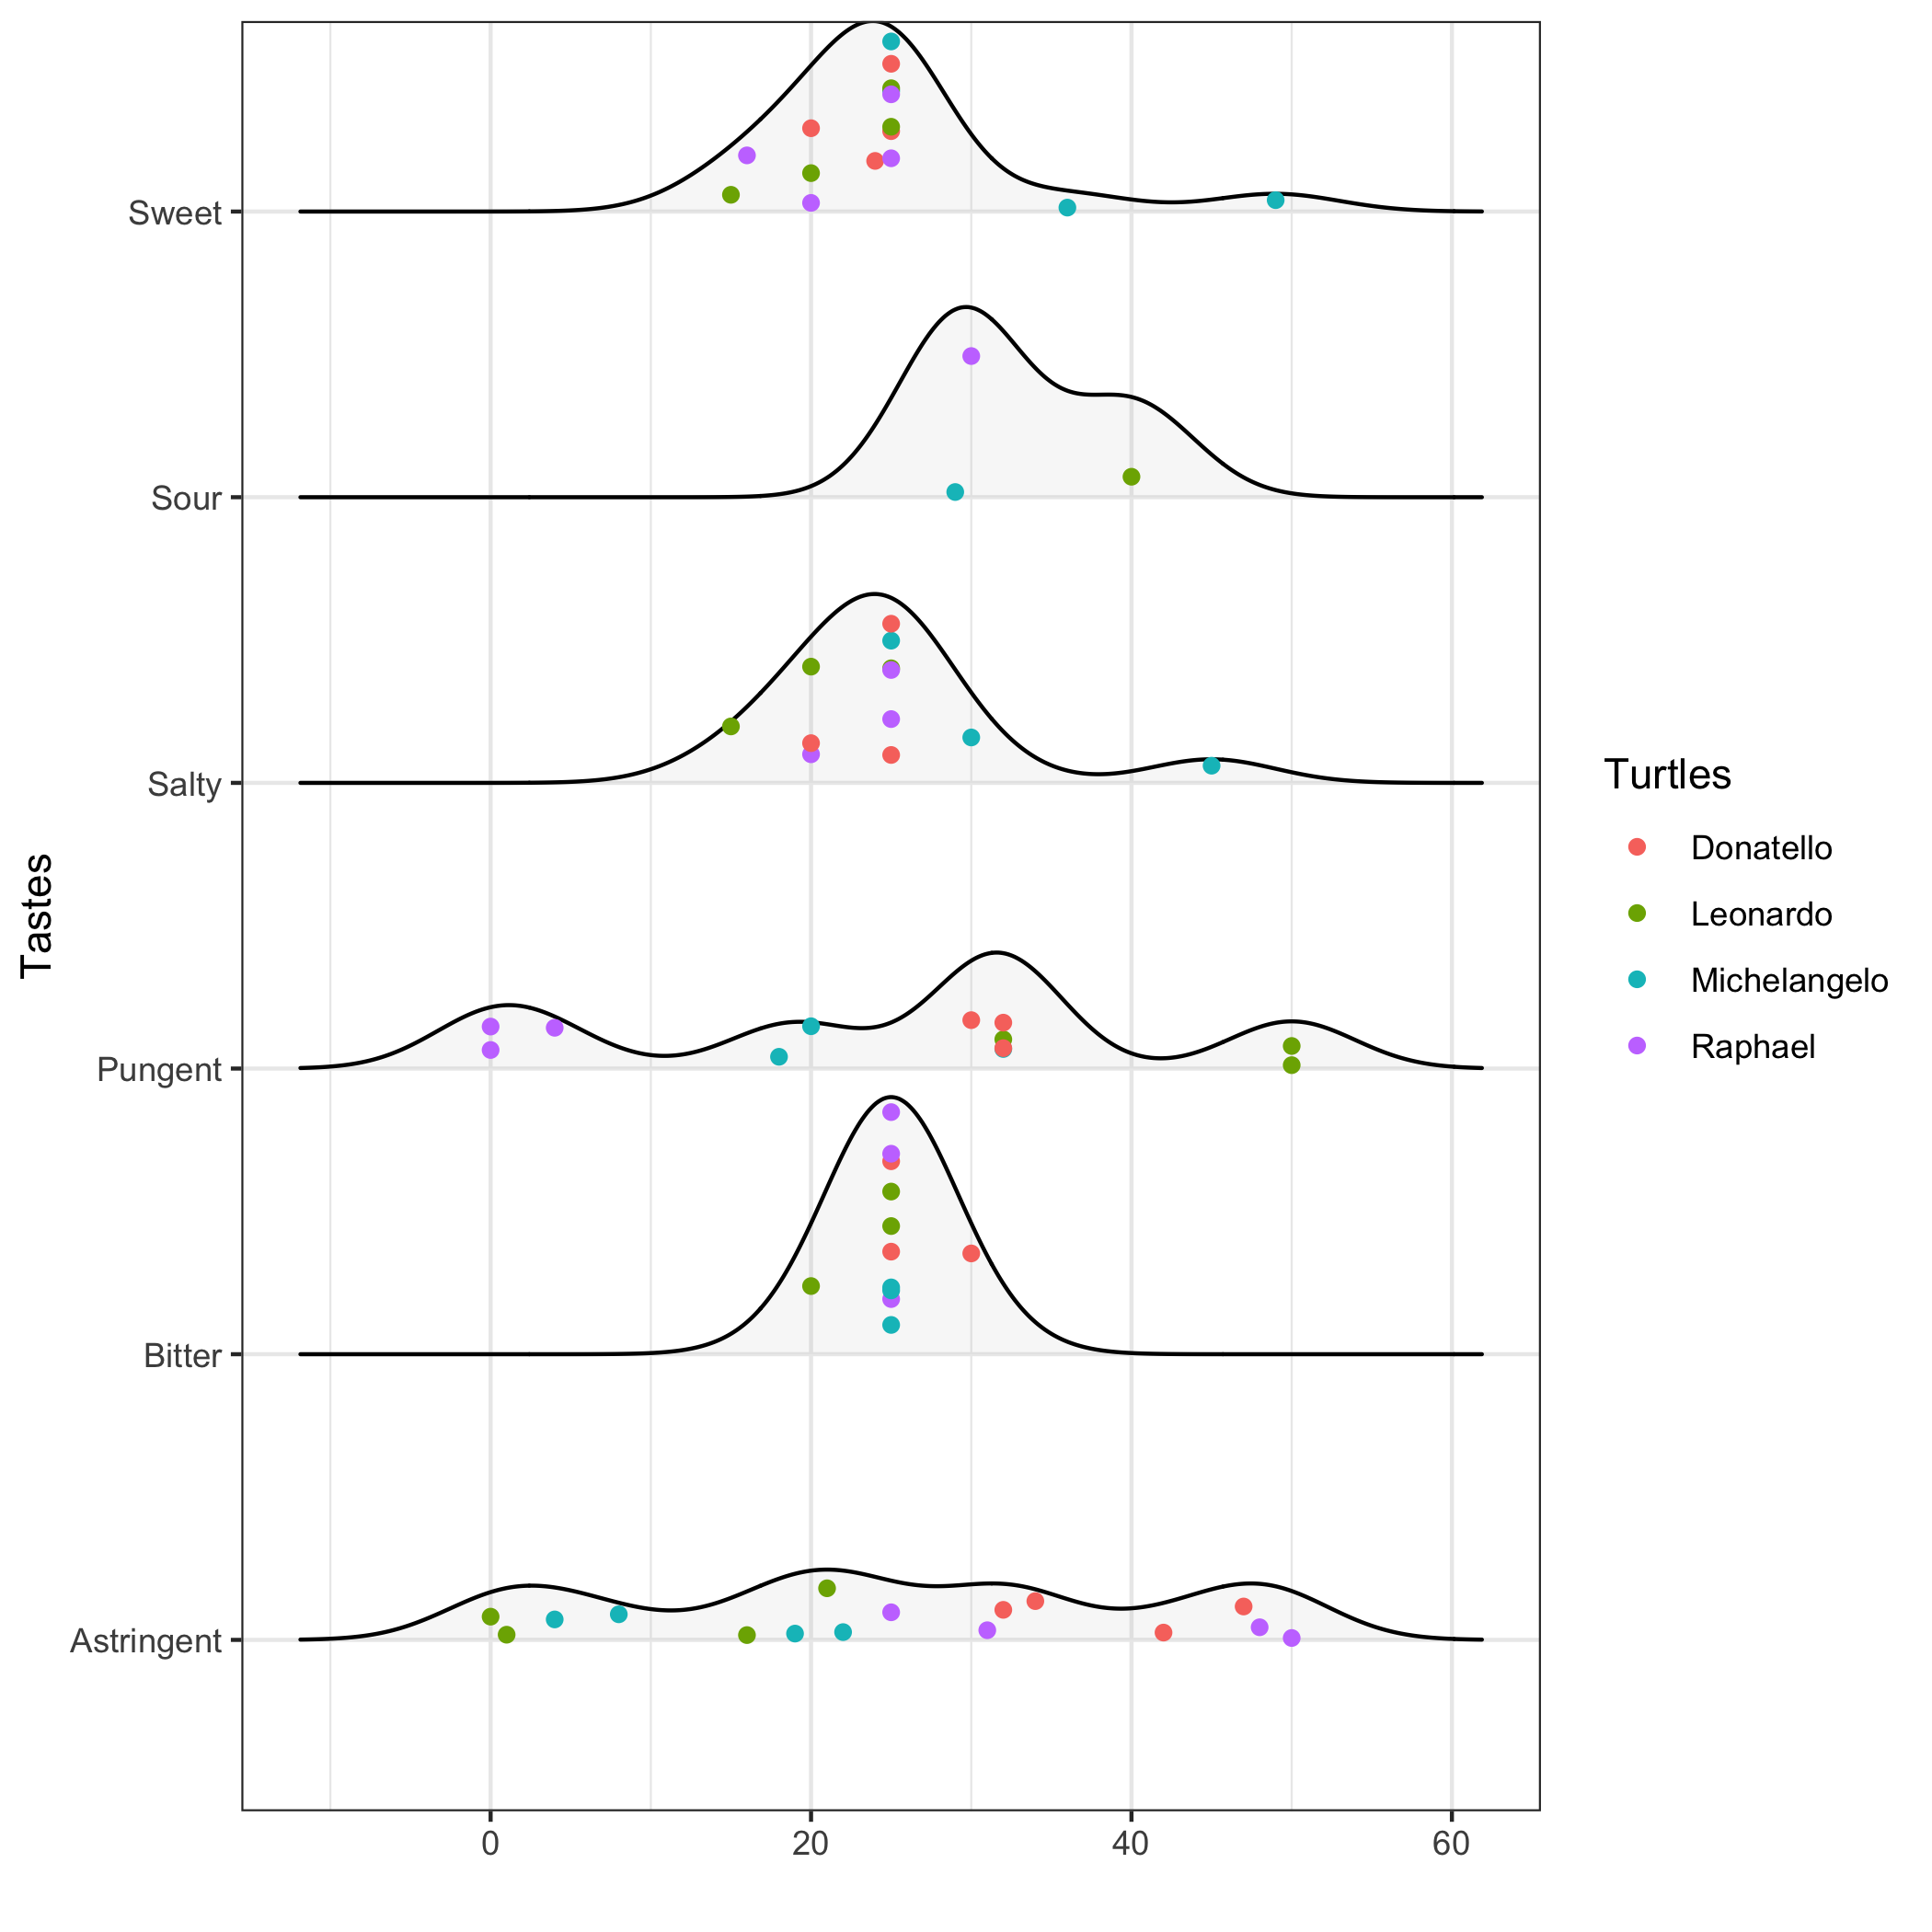 Tastes
Sweet
Sour
Salty
Pungent
Bitter
Astringent
0 20 40 60
Turtles
Donatello
Leonardo
Michelangelo
Raphael